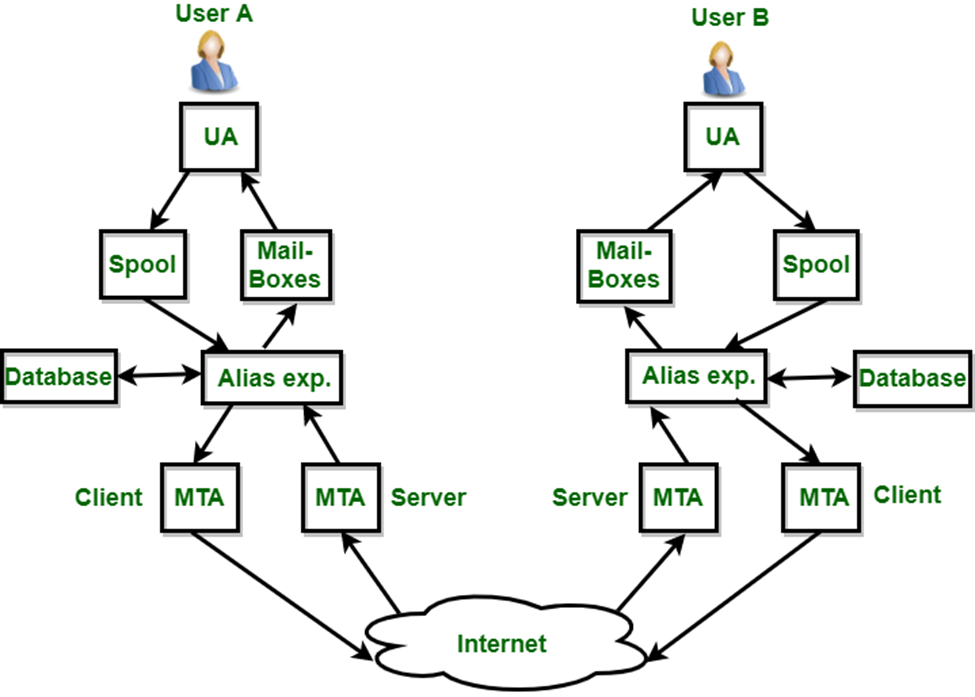 User A
User B
UA
UA
Spool
Mail-
Boxes
Mail-
Boxes
Spool
Database
Alias exp.
Alias exp.
Database
Client
MTA
MTA
Server
Server
MTA
MTA
Client
Internet